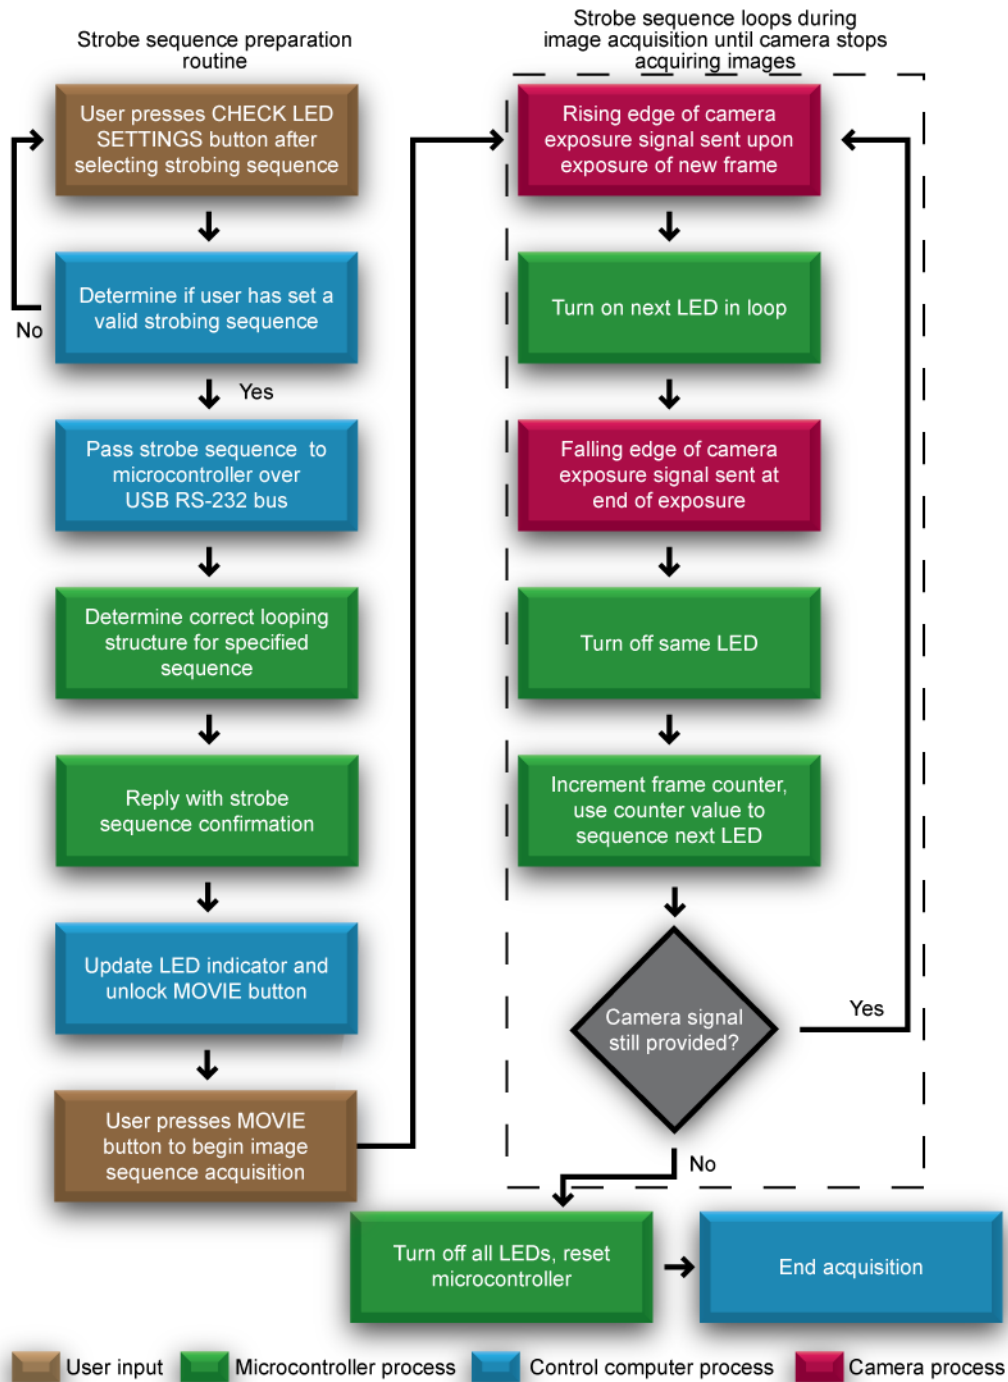 Strobe sequence preparation
routine
User presses CHECK LED
SETTINGS button after
selecting strobing sequence
Determine if user has set a
valid strobing sequence
No
Yes
Pass strobe sequence to
microcontroller over
USB RS-232 bus
Determine correct looping
structure for specified
sequence
Reply with strobe
sequence confirmation
Update LED indicator and
unlock MOVIE button
User presses MOVIE
button to begin image
sequence acquisition
Strobe sequence loops during
image acquisition until camera stops
acquiring images
Rising edge of camera
exposure signal sent upon
exposure of new frame
Turn on next LED in loop
Falling edge of camera
exposure signal sent at
end of exposure
Turn off same LED
Increment frame counter,
use counter value to
sequence next LED
Camera signal
still provided?
Yes
No
Turn off all LEDs, reset
microcontroller
End acquisition
User input
Microcontroller process
Control computer process
Camera process